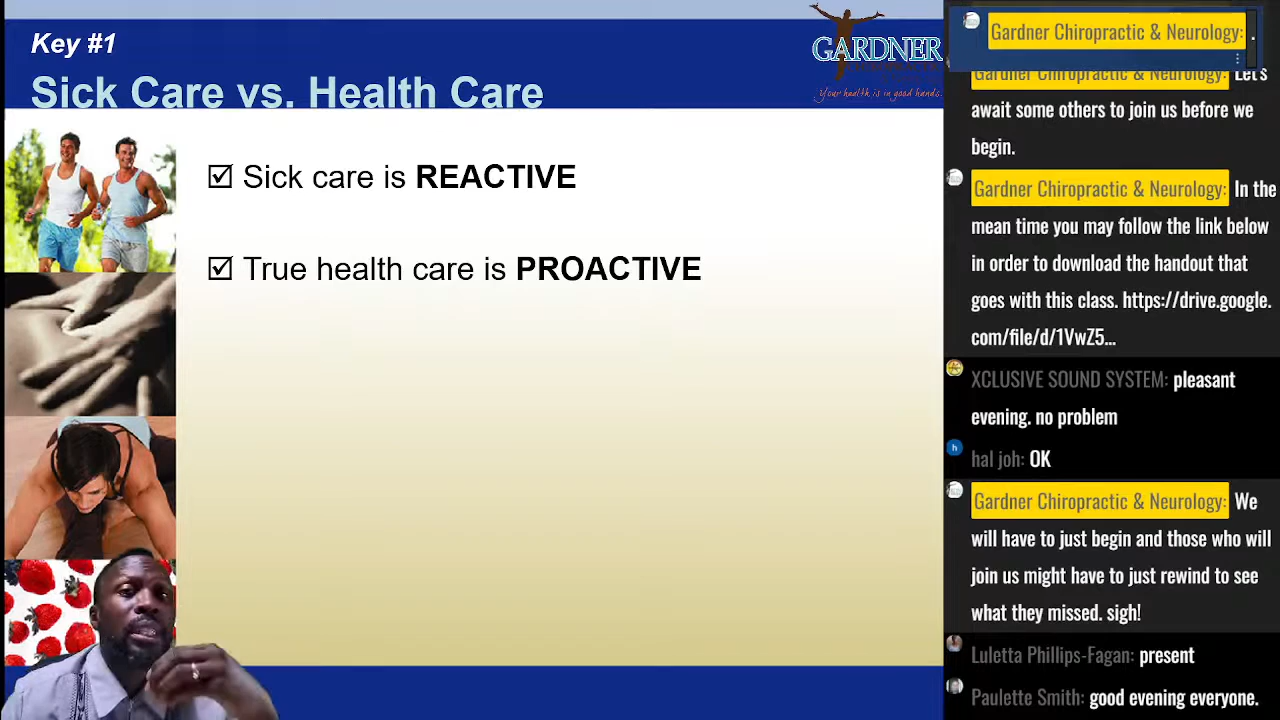 Key #1
Sick Care vs. Health Care
GARDNER
Your health is in good hands.
☑ Sick care is REACTIVE
☑ True health care is PROACTIVE
Gardner Chiropractic & Neurology: .
Gardner Chiropractic & Neurology: Let's
await some others to join us before we
begin.
Gardner Chiropractic & Neurology: In the
mean time you may follow the link below
in order to download the handout that
goes with this class. https://drive.google.
com/file/d/1VwZ5...
XCLUSIVE SOUND SYSTEM: pleasant
evening. no problem
h
hal joh: OK
Gardner Chiropractic & Neurology: We
will have to just begin and those who will
join us might have to just rewind to see
what they missed. sigh!
Luletta Phillips-Fagan: present
Paulette Smith: good evening everyone.